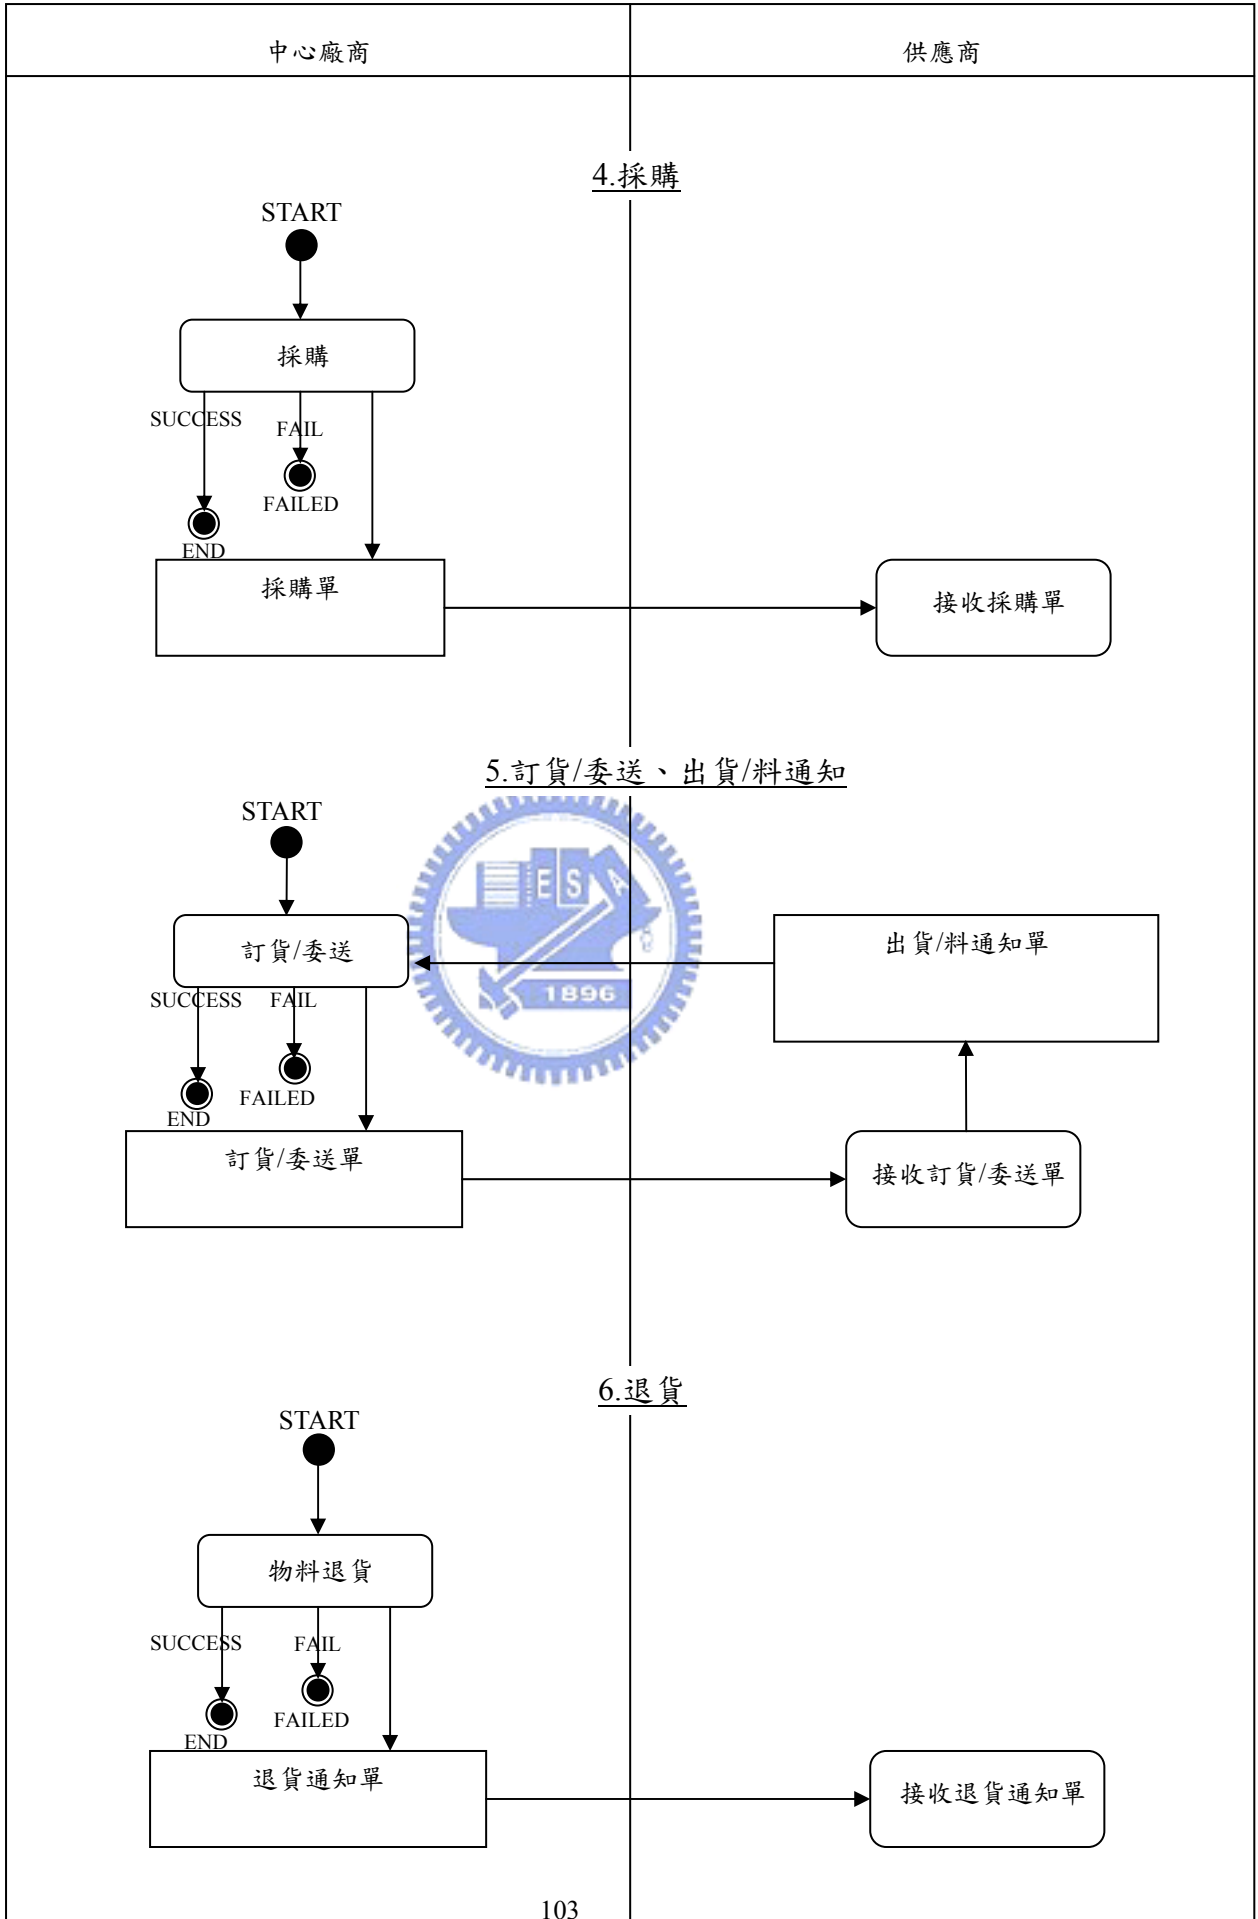 中心廠商
供應商
4.採購
START
採購
SUCCESS
FAIL
FAILED
END
採購單
接收採購單
5.訂貨/委送、出貨/料通知
START
ESA
1896
訂貨/委送
出貨/料通知單
SUCCESS
FAIL
FAILED
END
訂貨/委送單
接收訂貨/委送單
6.退貨
START
物料退貨
SUCCESS
FAIL
FAILED
END
退貨通知單
接收退貨通知單
103